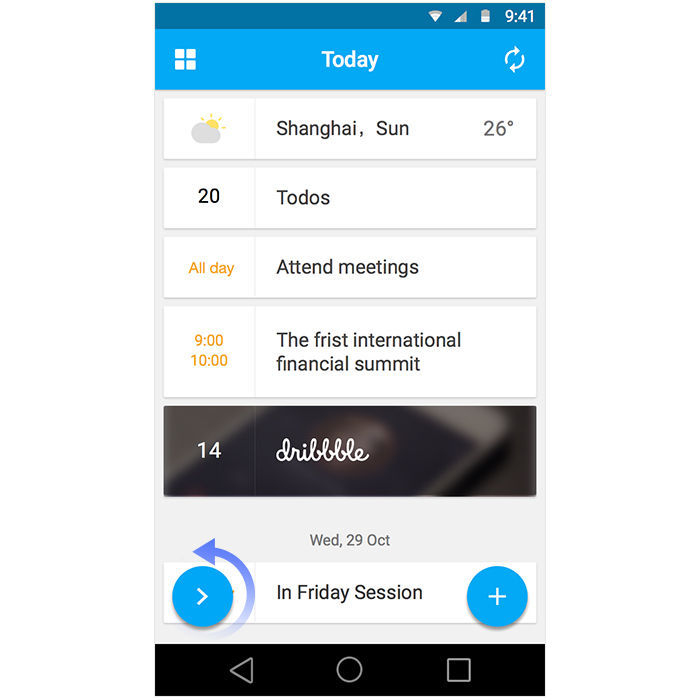 9:41
Today
Shanghai，Sun
26°
20
Todos
All day
Attend meetings
9:00
10:00
The frist international
financial summit
14
dribbble
Wed, 29 Oct
In Friday Session